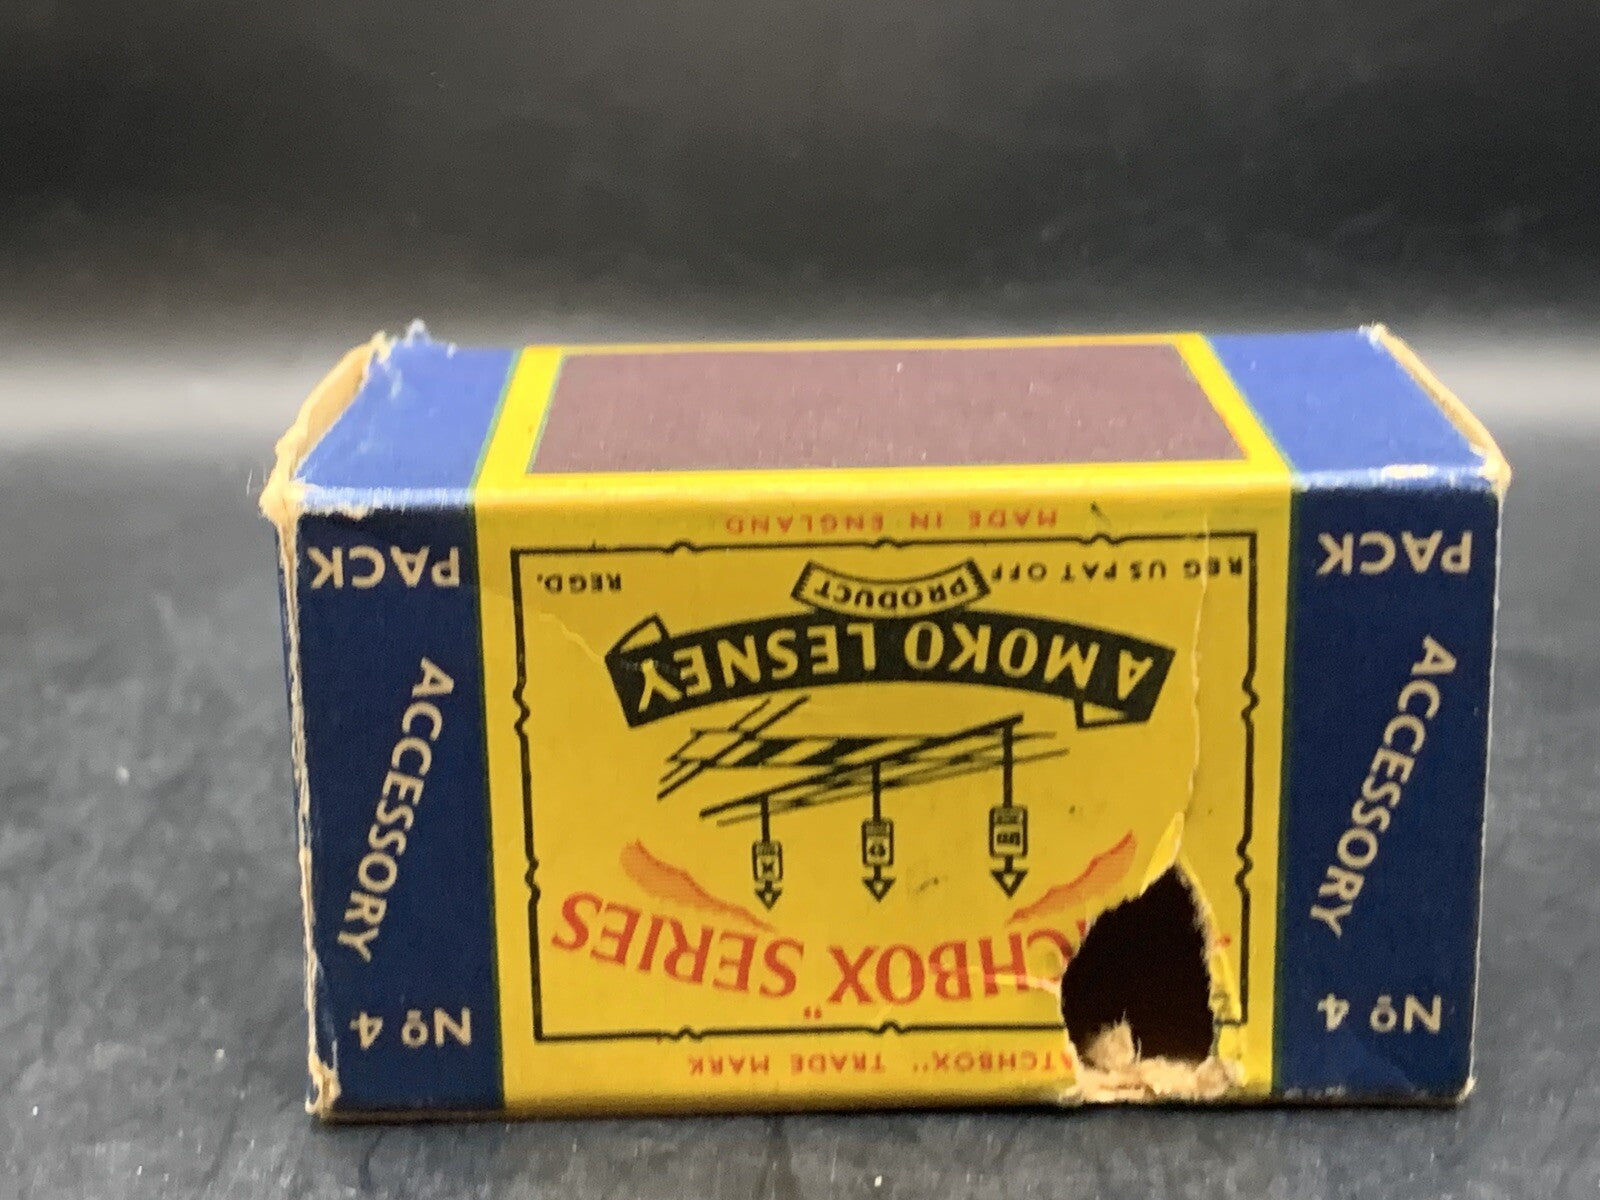 "ATCHBOX" TRADE MARK
CHBOX" SERIES
A MOKO LESNEY
PRODUCT
REG US PAT OFF
REGD.
MADE IN ENGLAND
Nº 4
ACCESSORY
PACK
Nº 4
ACCESSORY
PACK